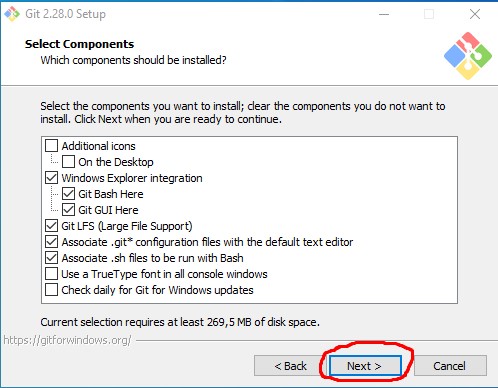 Git 2.28.0 Setup
Select Components
Which components should be installed?
Select the components you want to install; clear the components you do not want to
install. Click Next when you are ready to continue.
Additional icons
On the Desktop
Windows Explorer integration
Git Bash Here
Git GUI Here
Git LFS (Large File Support)
Associate .git* configuration files with the default text editor
Associate .sh files to be run with Bash
Use a TrueType font in all console windows
Check daily for Git for Windows updates
Current selection requires at least 269,5 MB of disk space.
https://gitforwindows.org/
< Back
Next >
Cancel